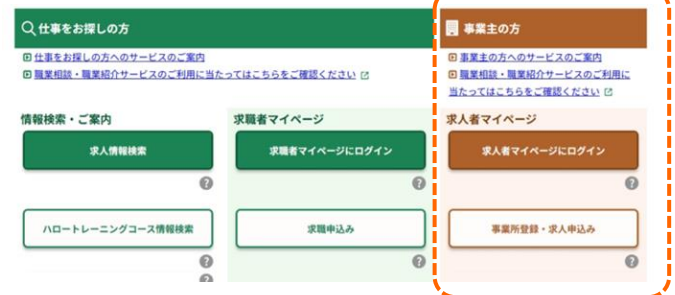 仕事をお探しの方
仕事をお探しの方へのサービスのご案内
職業相談・職業紹介サービスのご利用に当たってはこちらをご確認ください
情報検索・ご案内
求人情報検索
?
ハロートレーニングコース情報検索
?
?
求職者マイページ
求職者マイページにログイン
?
求職申込み
?
事業主の方
事業主の方へのサービスのご案内
職業相談・職業紹介サービスのご利用に
当たってはこちらをご確認ください
求人者マイページ
求人者マイページにログイン
?
事業所登録・求人申込み
?